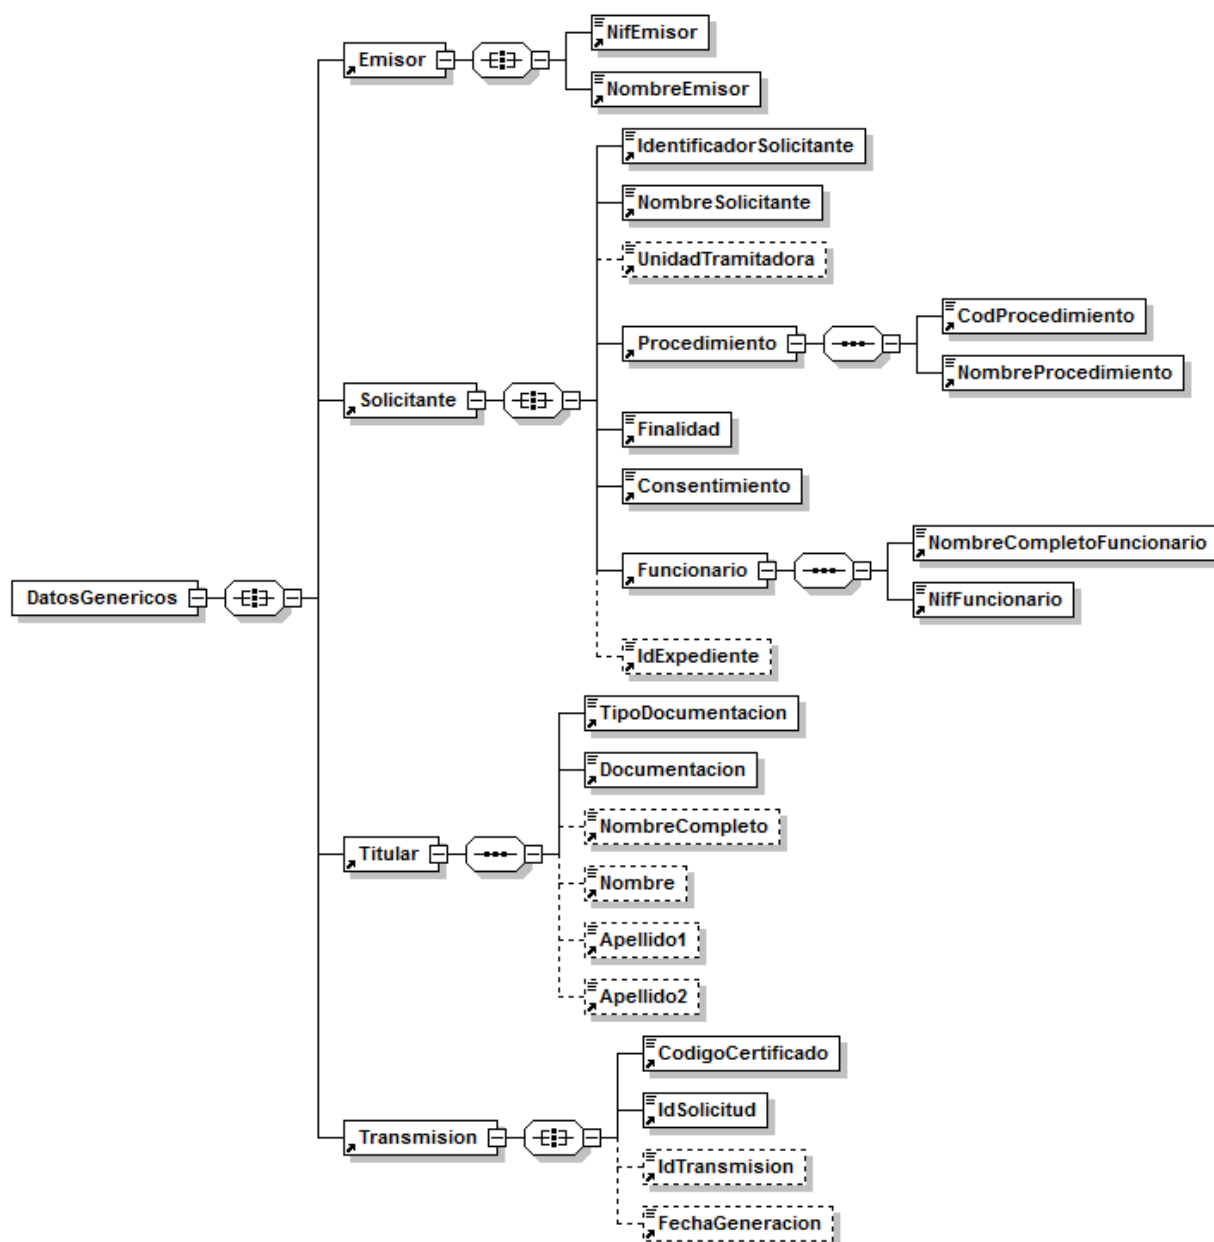 NifEmisor
Emisor
NombreEmisor
IdentificadorSolicitante
NombreSolicitante
UnidadTramitadora
CodProcedimiento
Procedimiento
NombreProcedimiento
Solicitante
Finalidad
Consentimiento
NombreCompletoFuncionario
Funcionario
NifFuncionario
DatosGenericos
IdExpediente
TipoDocumentacion
Documentacion
NombreCompleto
Titular
Nombre
Apellido1
Apellido2
CodigoCertificado
IdSolicitud
Transmision
IdTransmision
FechaGeneracion